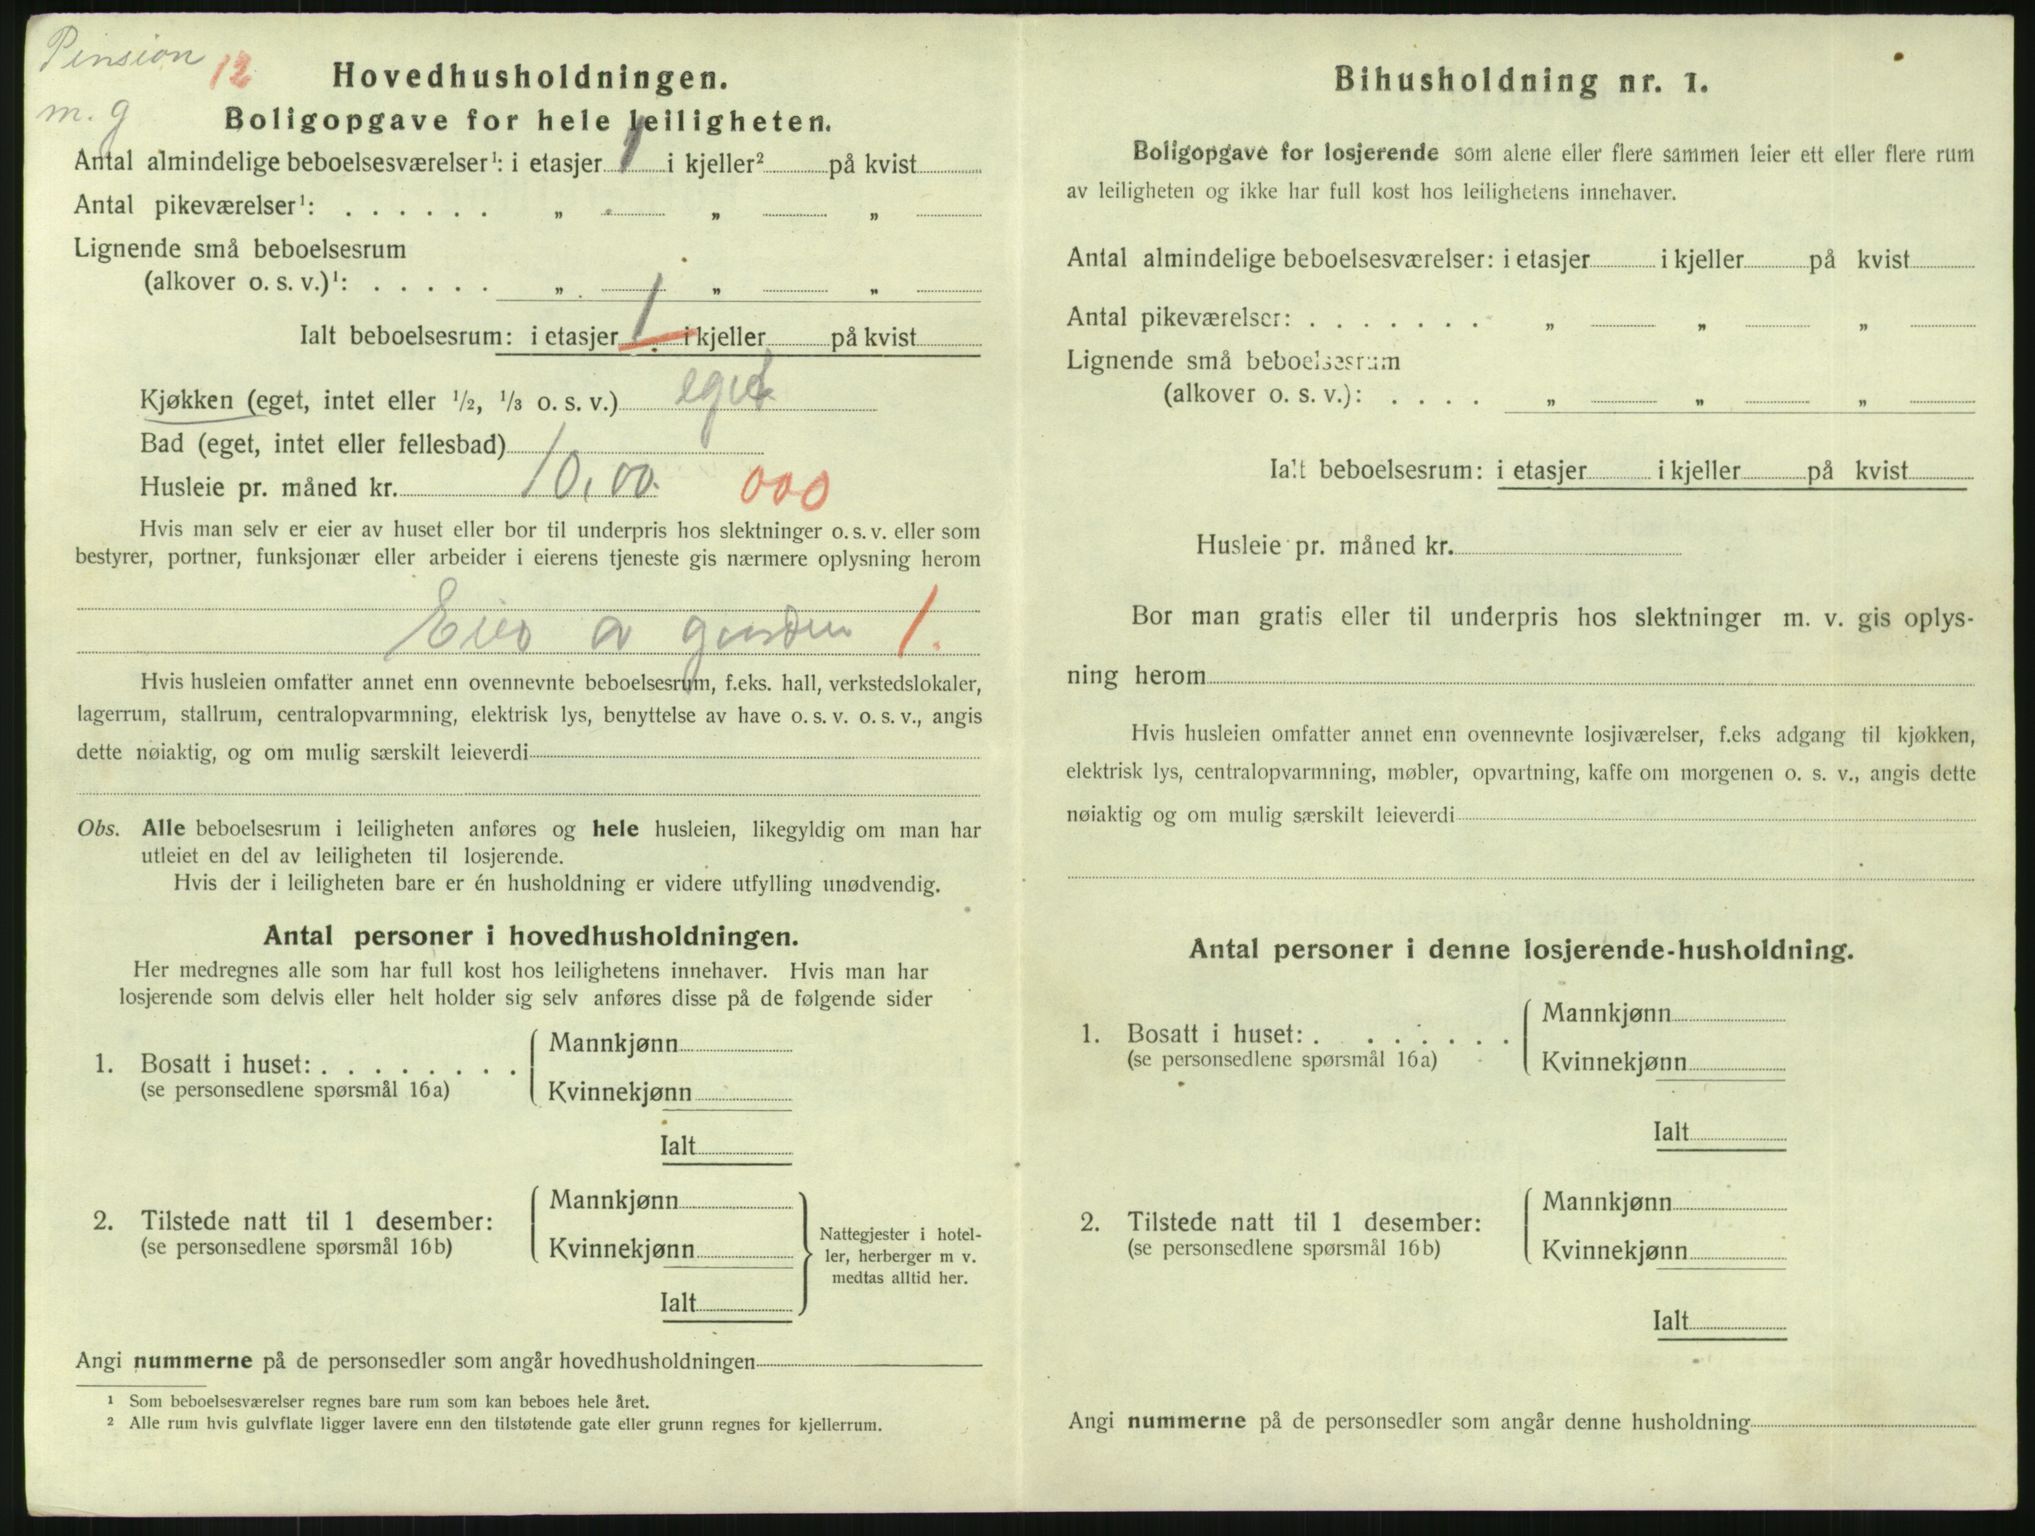 Pension 12
m. g
Hovedhusholdningen.
Boligopgave for hele leiligheten.
Antal almindelige beboelsesværelser¹: i etasjer 1 i kjeller² på kvist
Antal pikeværelser¹: . . . . . . „ „ „
Lignende små beboelsesrum
(alkover o. s. v.)¹: . . . . . „ „ „
Ialt beboelsesrum: i etasjer 1 i kjeller på kvist
Kjøkken (eget, intet eller 1/2, 1/3 o. s. v.) eget
Bad (eget, intet eller fellesbad)
Husleie pr. måned kr. 10,00. 000
Hvis man selv er eier av huset eller bor til underpris hos slektninger o. s. v. eller som
bestyrer, portner, funksjonær eller arbeider i eierens tjeneste gis nærmere oplysning herom
Eier a gaarden 1.
Hvis husleien omfatter annet enn ovennevnte beboelsesrum, f.eks. hall, verkstedslokaler,
lagerrum, stallrum, centralopvarmning, elektrisk lys, benyttelse av have o. s. v. o. s. v., angis
dette nøiaktig, og om mulig særskilt leieverdi
Obs. Alle beboelsesrum i leiligheten anføres og hele husleien, likegyldig om man har
utleiet en del av leiligheten til losjerende.
Hvis der i leiligheten bare er én husholdning er videre utfylling unødvendig.
Antal personer i hovedhusholdningen.
Her medregnes alle som har full kost hos leilighetens innehaver. Hvis man har
losjerende som delvis eller helt holder sig selv anføres disse på de følgende sider
1. Bosatt i huset: . . . . . . . .
(se personsedlene spørsmål 16a)
Mannkjønn
Kvinnekjønn
Ialt
2. Tilstede natt til 1 desember:
(se personsedlene spørsmål 16b)
Mannkjønn
Kvinnekjønn
Ialt
Nattegjester i hotel-
ler, herberger m v.
medtas alltid her.
Angi nummerne på de personsedler som angår hovedhusholdningen
¹ Som beboelsesværelser regnes bare rum som kan beboes hele året.
² Alle rum hvis gulvflate ligger lavere enn den tilstøtende gate eller grunn regnes for kjellerrum.
Bihusholdning nr. 1.
Boligopgave for losjerende som alene eller flere sammen leier ett eller flere rum
av leiligheten og ikke har full kost hos leilighetens innehaver.
Antal almindelige beboelsesværelser: i etasjer i kjeller på kvist
Antal pikeværelser: . . . . . . . „ „ „
Lignende små beboelsesrum
(alkover o. s. v.): . . . . „ „ „
Ialt beboelsesrum: i etasjer i kjeller på kvist
Husleie pr. måned kr.
Bor man gratis eller til underpris hos slektninger m. v. gis oplys-
ning herom
Hvis husleien omfatter annet enn ovennevnte losjiværelser, f.eks adgang til kjøkken,
elektrisk lys, centralopvarmning, møbler, opvartning, kaffe om morgenen o. s. v., angis dette
nøiaktig og om mulig særskilt leieverdi
Antal personer i denne losjerende-husholdning.
1. Bosatt i huset: . . . . . . .
(se personsedlene spørsmål 16a)
Mannkjønn
Kvinnekjønn
Ialt
2. Tilstede natt til 1 desember:
(se personsedlene spørsmål 16b)
Mannkjønn
Kvinnekjønn
Ialt
Angi nummerne på de personsedler som angår denne husholdning